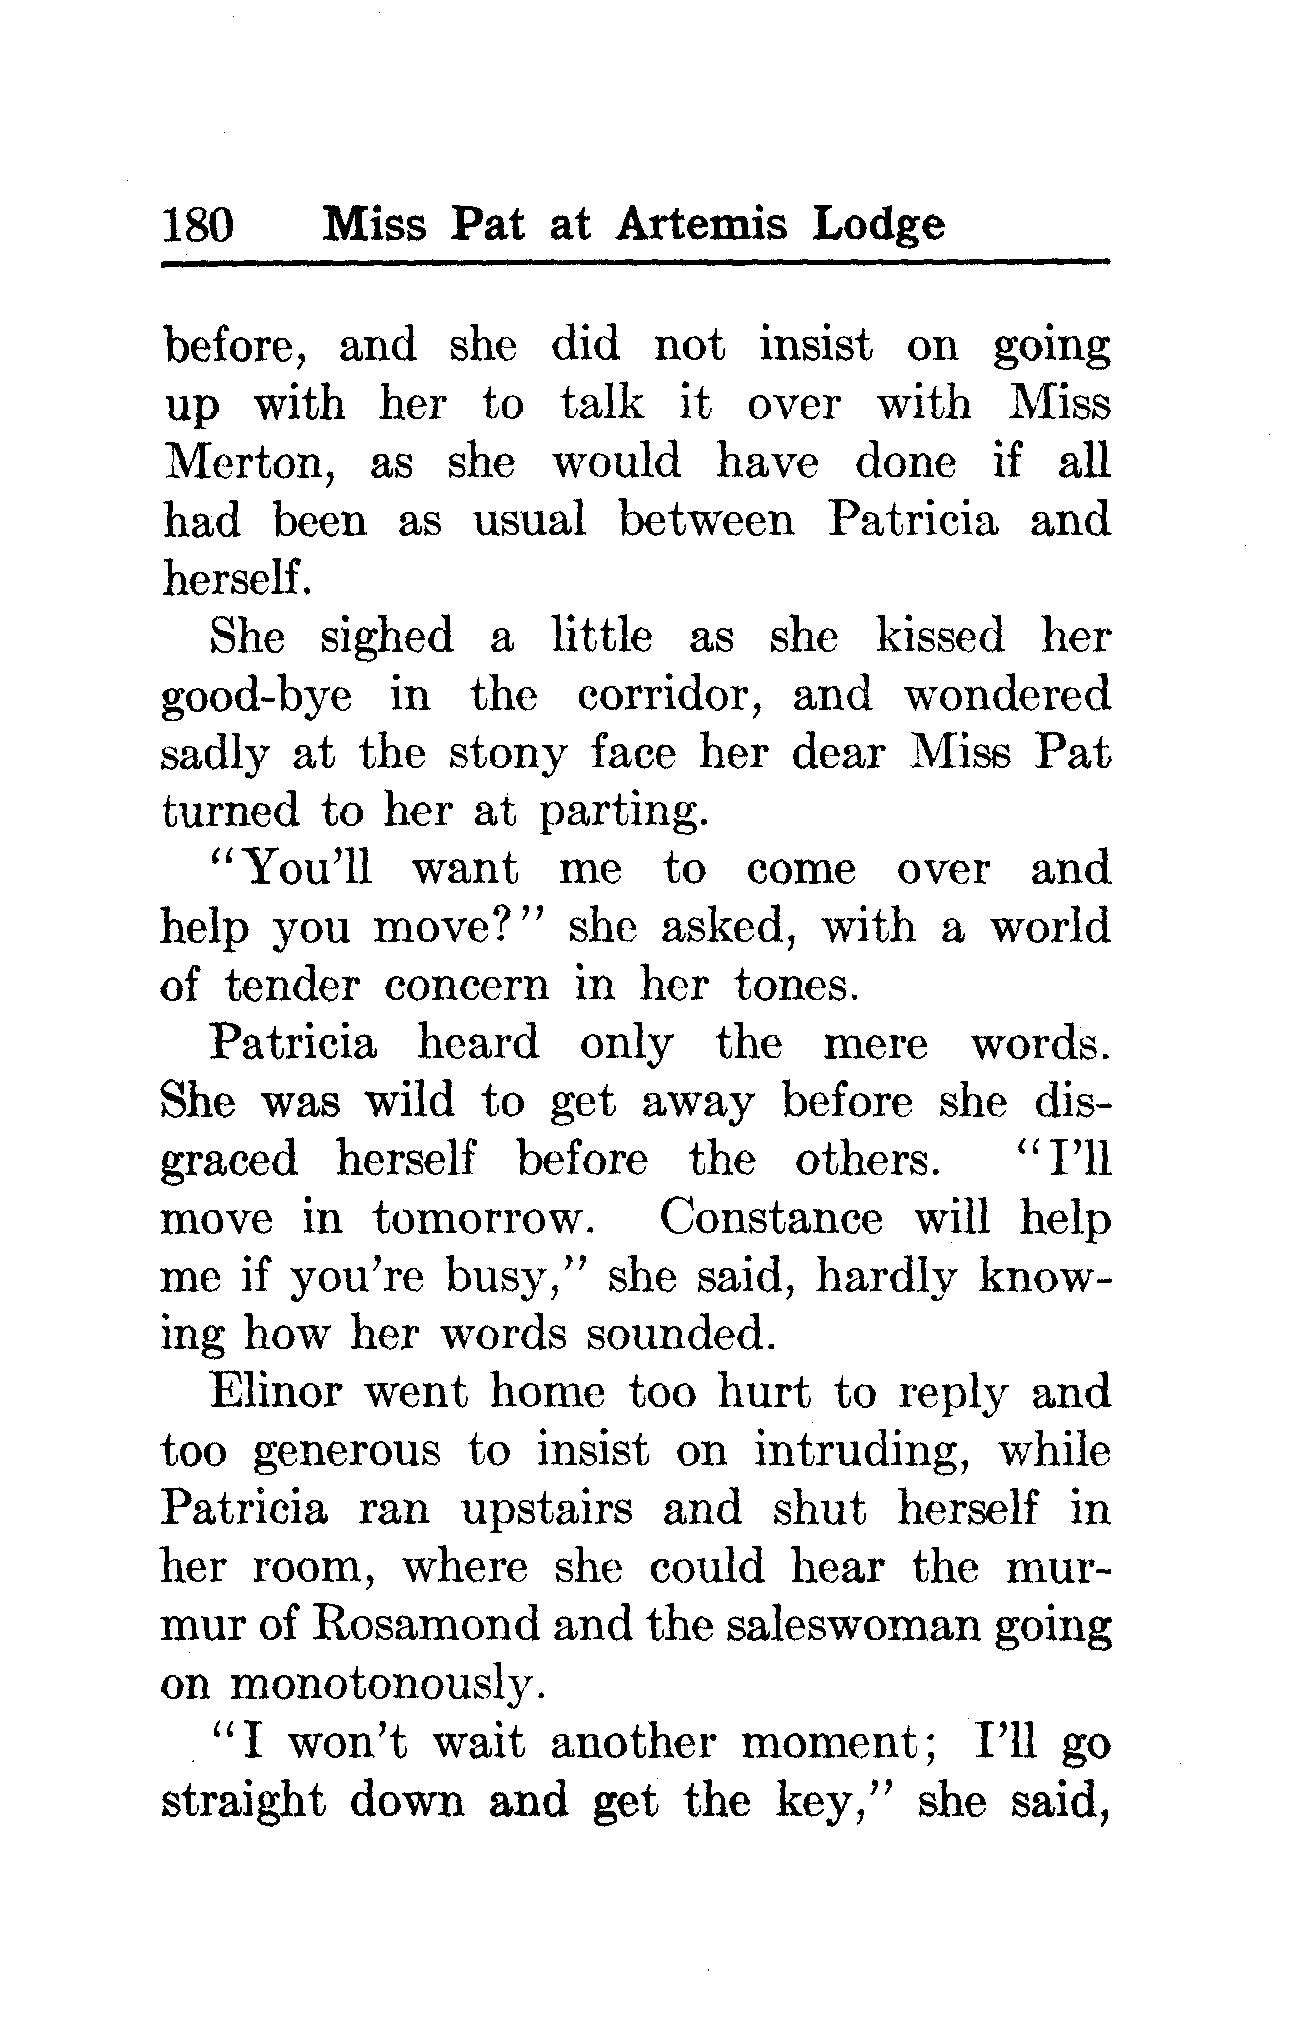 180 Miss Pat at Artemis Lodge
before, and she did not insist on going
up with her to talk it over with Miss
Merton, as she would have done if all
had been as usual between Patricia and
herself.
She sighed a little as she kissed her
good-bye in the corridor, and wondered
sadly at the stony face her dear Miss Pat
turned to her at parting.
"You'll want me to come over and
help you move?" she asked, with a world
of tender concern in her tones.
Patricia heard only the mere words.
She was wild to get away before she dis-
graced herself before the others. "I'll
move in tomorrow. Constance will help
me if you're busy," she said, hardly know-
ing how her words sounded.
Elinor went home too hurt to reply and
too generous to insist on intruding, while
Patricia ran upstairs and shut herself in
her room, where she could hear the mur-
mur of Rosamond and the saleswoman going
on monotonously.
"I won't wait another moment; I'll go
straight down and get the key," she said,